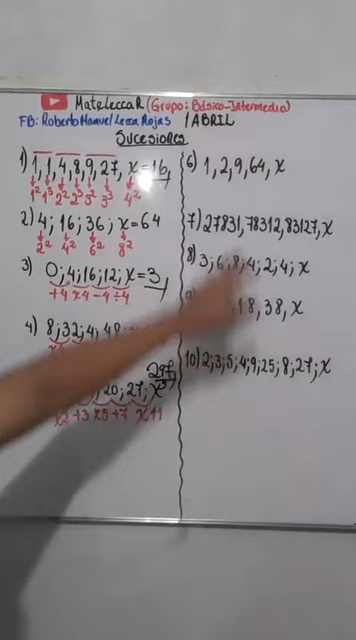 MateLeccaR (Grupo: Básico-Intermedio)
FB: Roberto Manuel Lecca Rojas / ABRIL
Sucesiones
1) 1,1,4,8,9,27, x=16
1² 1³ 2² 2³ 3² 3³ 4²
2) 4; 16; 36; x=64
2² 4² 6² 8²
3) 0;4;16;12; x=3
+4 x4 -4 ÷4
4) 8;32;4, 48;
, 20; 27; x
x2 +3 x5 +7 x11
6) 1,2,9,64, x
7) 27831,78312,83127,x
8) 3;6;8;4;2;4; x
18, 38, x
10) 2;3;5;4;9;25;8;27; x